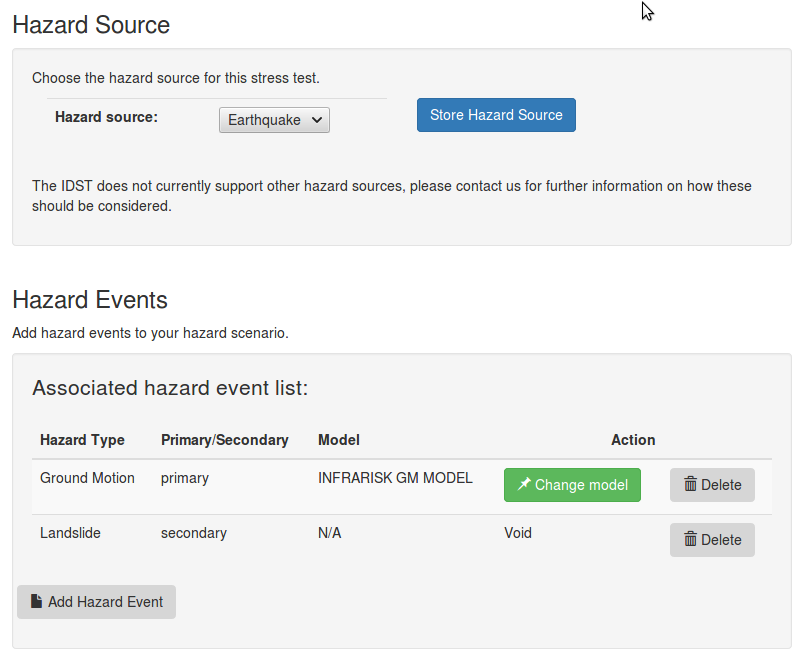 Hazard Source
Choose the hazard source for this stress test.
Hazard source: Earthquake Store Hazard Source
The IDST does not currently support other hazard sources, please contact us for further information on how these
should be considered.
Hazard Events
Add hazard events to your hazard scenario.
Associated hazard event list:
Hazard Type Primary/Secondary Model Action
Ground Motion primary INFRARISK GM MODEL Change model Delete
Landslide secondary N/A Void Delete
Add Hazard Event